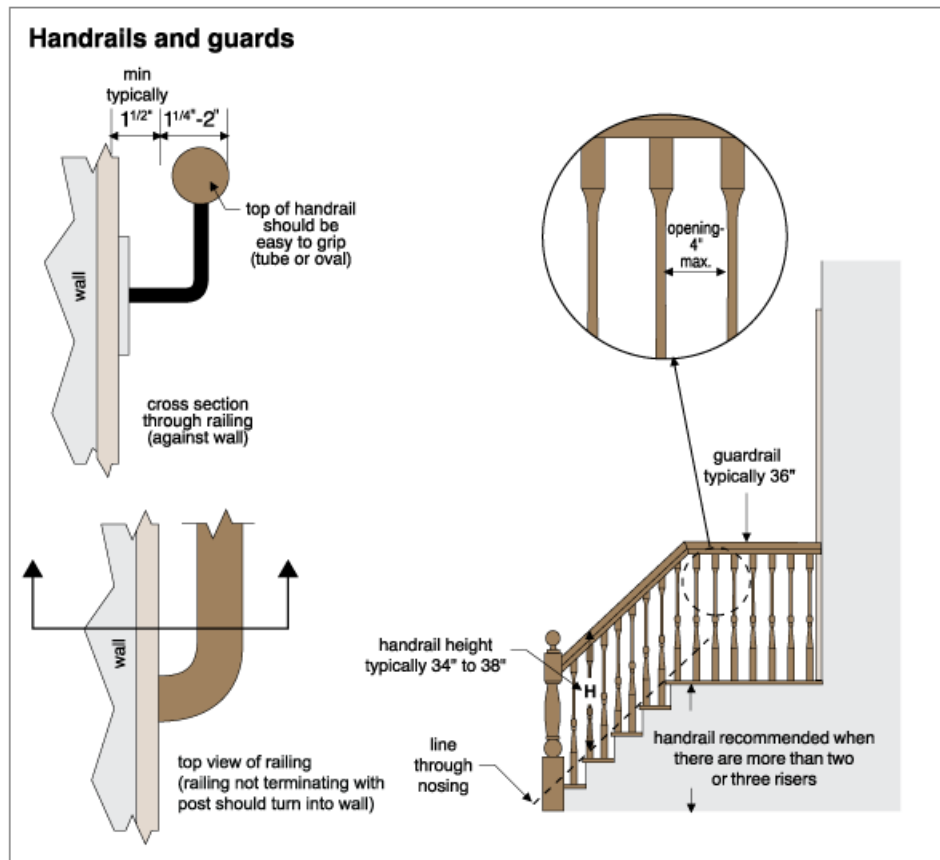 Handrails and guards
min
typically
1 1/2"
1 1/4"-2"
top of handrail
should be
easy to grip
(tube or oval)
wall
cross section
through railing
(against wall)
opening-
4"
max.
guardrail
typically 36"
wall
handrail height
typically 34" to 38"
H
line
through
nosing
handrail recommended when
there are more than two
or three risers
top view of railing
(railing not terminating with
post should turn into wall)